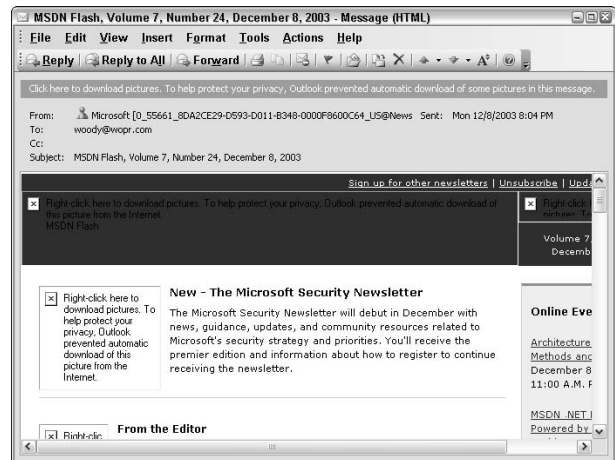 MSDN Flash, Volume 7, Number 24, December 8, 2003 - Message (HTML)
File Edit View Insert Format Tools Actions Help
Reply Reply to All Forward
Click here to download pictures. To help protect your privacy, Outlook prevented automatic download of some pictures in this message.
From: Microsoft [0_55661_8DA2CE29-D593-D011-B348-0000F8600C64_US@News Sent: Mon 12/8/2003 8:04 PM
To: woody@wopr.com
Cc:
Subject: MSDN Flash, Volume 7, Number 24, December 8, 2003
Sign up for other newsletters | Unsubscribe | Upda
Right-click here to download pictures. To help protect your privacy, Outlook prevented automatic download of
this picture from the Internet.
MSDN Flash
Right-click
pictures. To
Volume 7,
Decemb
Right-click here to
download pictures. To
help protect your
privacy, Outlook
prevented automatic
download of this
picture from the
Internet.
New - The Microsoft Security Newsletter
The Microsoft Security Newsletter will debut in December with
news, guidance, updates, and community resources related to
Microsoft's security strategy and priorities. You'll receive the
premier edition and information about how to register to continue
receiving the newsletter.
Online Eve
Architecture
Methods and
December 8
11:00 A.M. P
MSDN .NET
Powered by
Right-clic
From the Editor